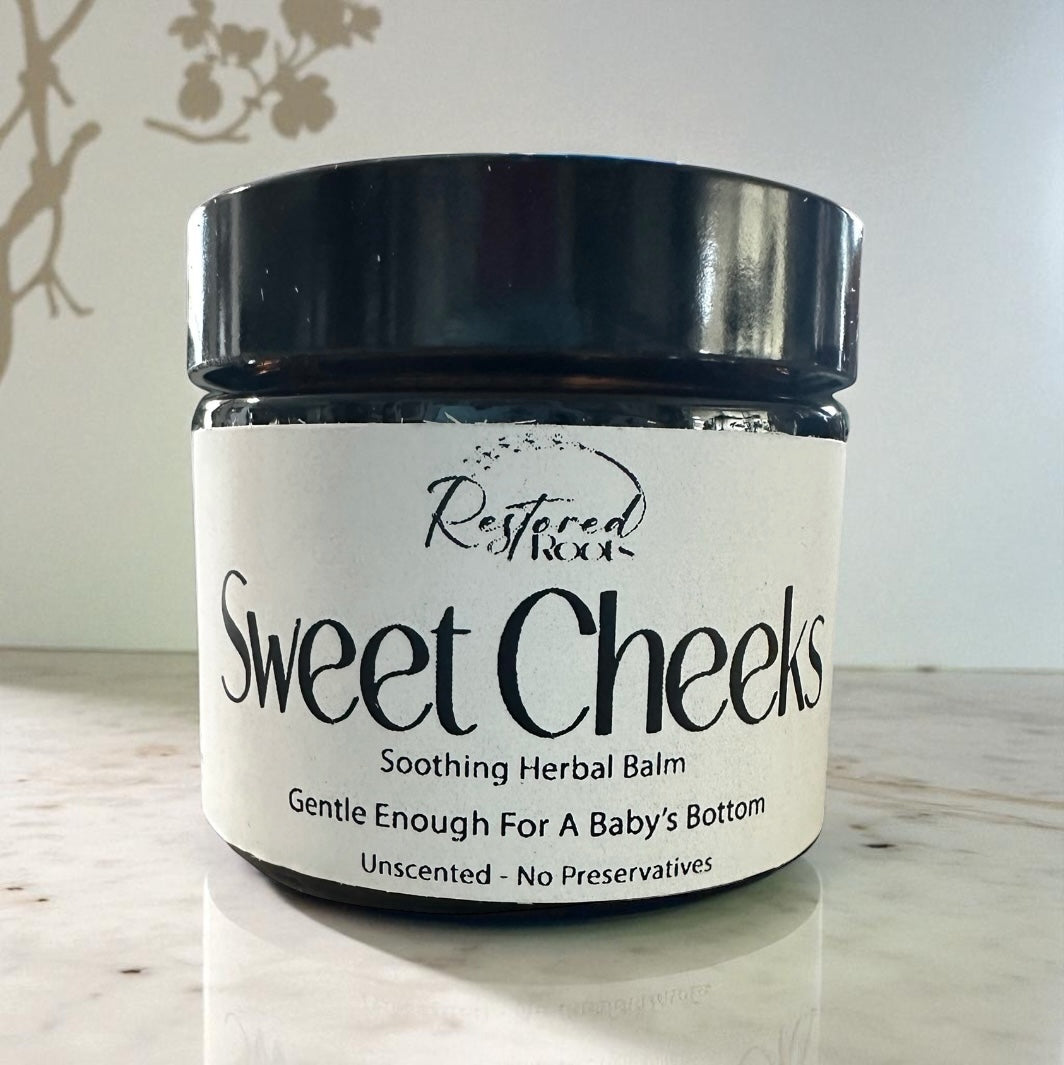 Restored
Roots
Sweet Cheeks
Soothing Herbal Balm
Gentle Enough For A Baby's Bottom
Unscented - No Preservatives